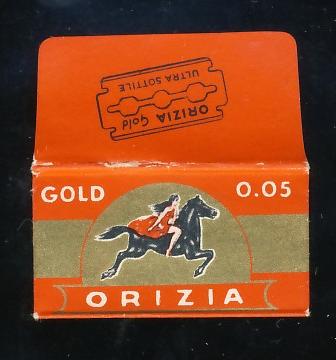 ORIZIA Gold
ULTRA SOTTILE
GOLD 0.05
ORIZIA